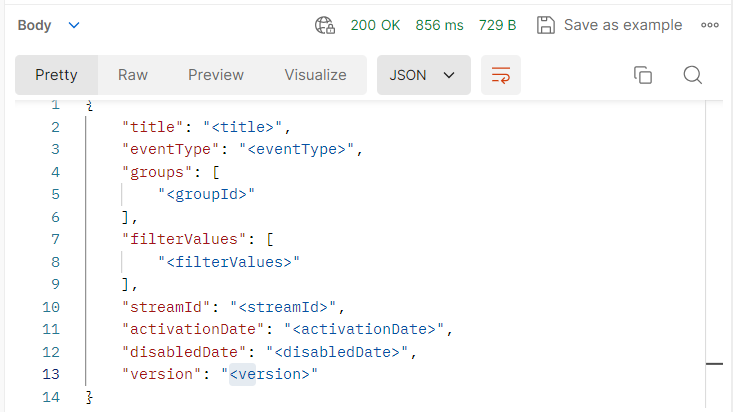 Body 200 OK 856 ms 729 B Save as example
Pretty Raw Preview Visualize JSON
1 {
2 "title": "<title>",
3 "eventType": "<eventType>",
4 "groups": [
5 "<groupId>"
6 ],
7 "filterValues": [
8 "<filterValues>"
9 ],
10 "streamId": "<streamId>",
11 "activationDate": "<activationDate>",
12 "disabledDate": "<disabledDate>",
13 "version": "<version>"
14 }